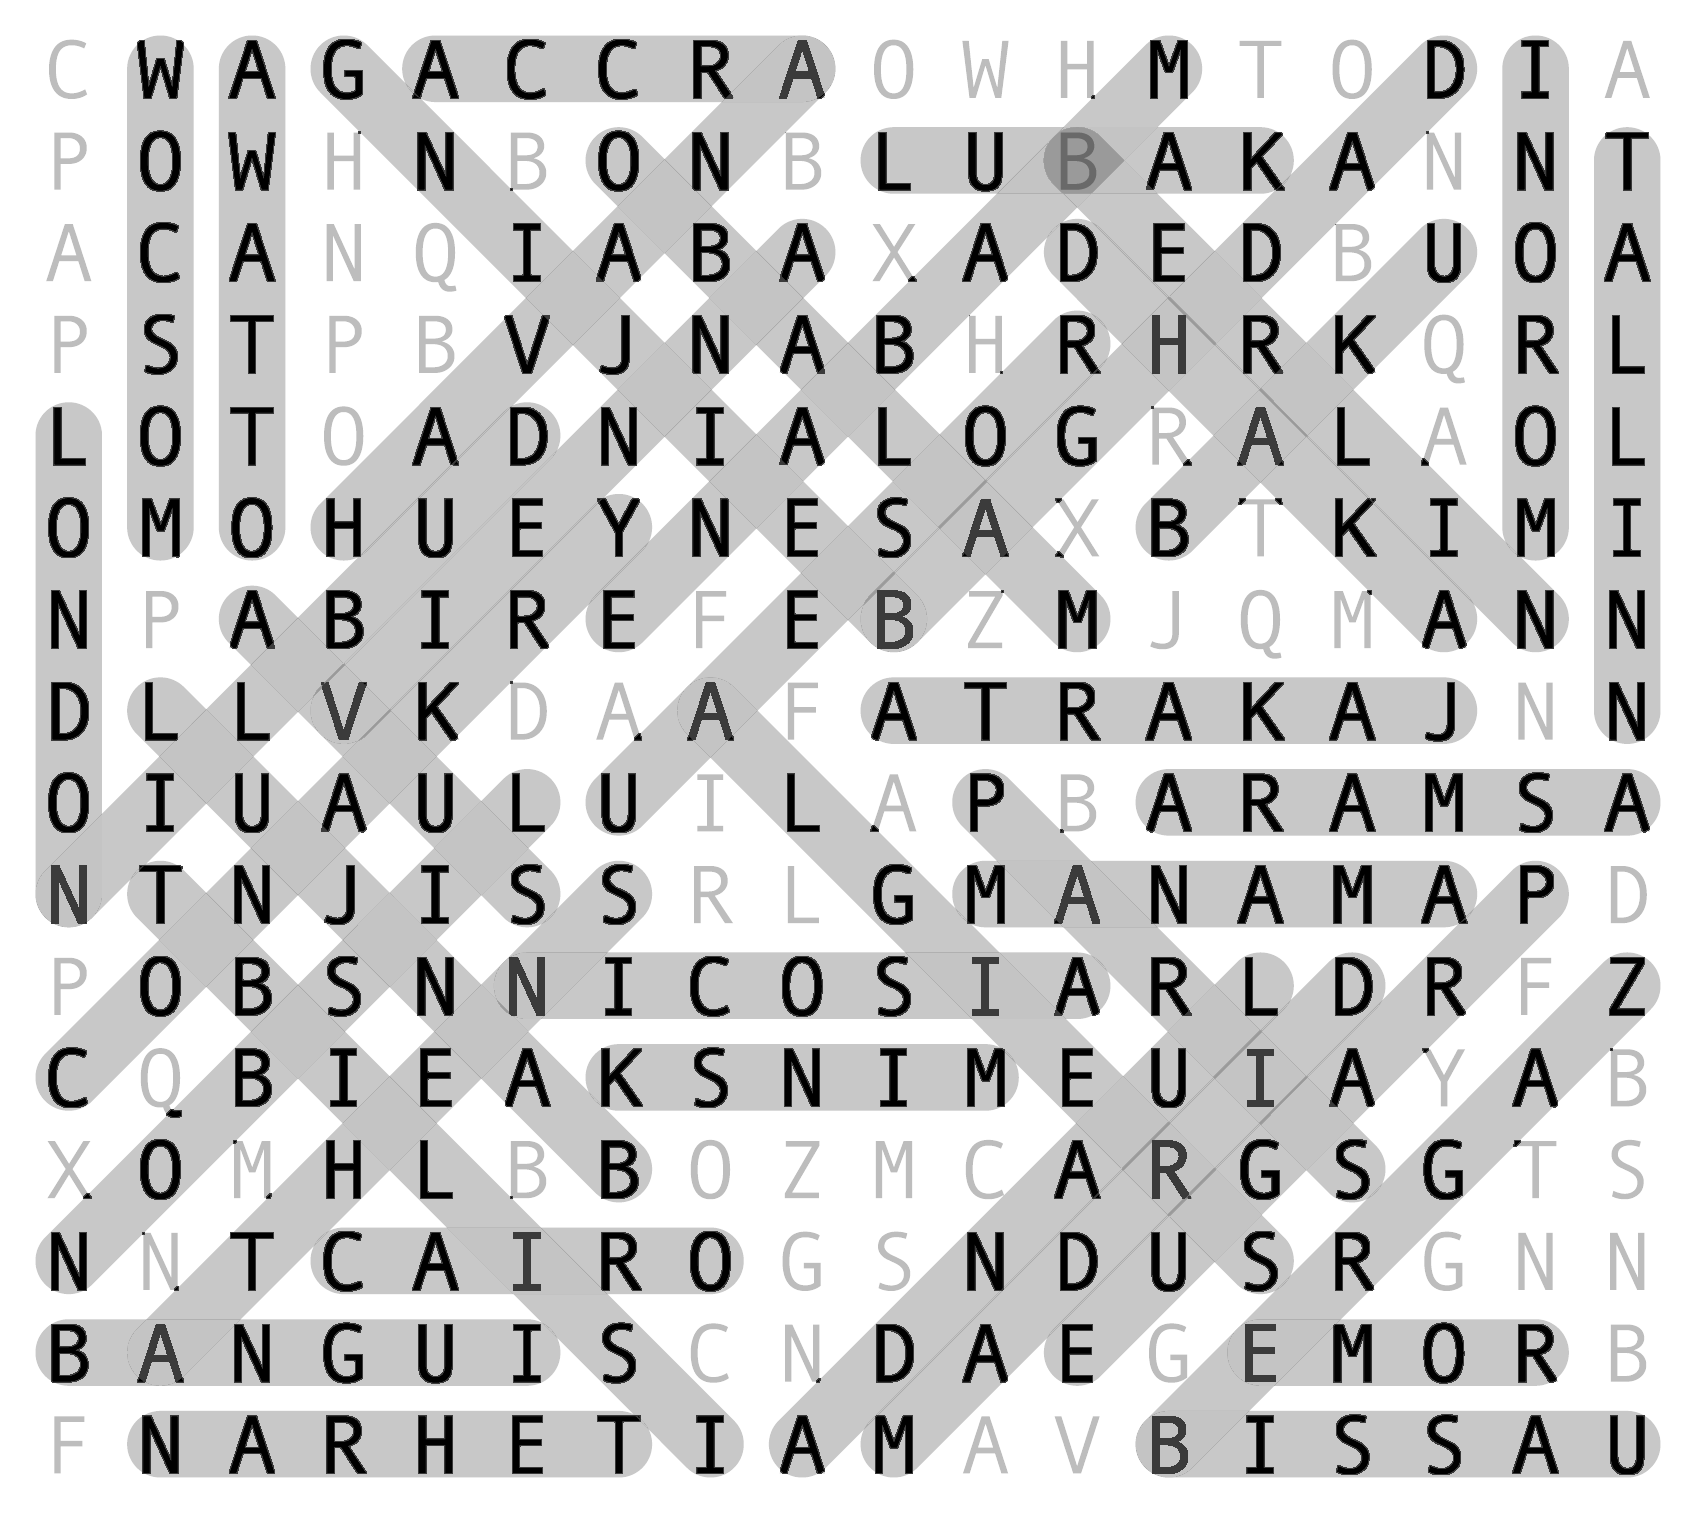 C W A G A C C R A O W H M T O D I A
P O W H N B O N B L U B A K A N N T
A C A N Q I A B A X A D E D B U O A
P S T P B V J N A B H R H R K Q R L
L O T O A D N I A L O G R A L A O L
O M O H U E Y N E S A X B T K I M I
N P A B I R E F E B Z M J Q M A N N
D L L V K D A A F A T R A K A J N N
O I U A U L U I L A P B A R A M S A
N T N J I S S R L G M A N A M A P D
P O B S N N I C O S I A R L D R F Z
C Q B I E A K S N I M E U I A Y A B
X O M H L B B O Z M C A R G S G T S
N N T C A I R O G S N D U S R G N N
B A N G U I S C N D A E G E M O R B
F N A R H E T I A M A V B I S S A U